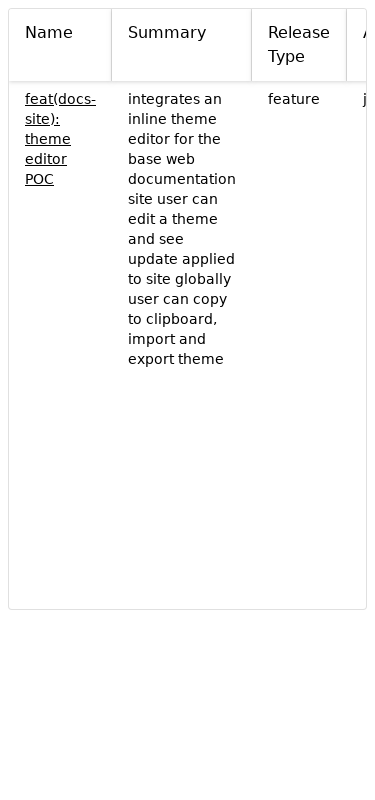 Name
Summary
Release
Type
feat(docs-
site):
theme
editor
POC
integrates an
inline theme
editor for the
base web
documentation
site user can
edit a theme
and see
update applied
to site globally
user can copy
to clipboard,
import and
export theme
feature